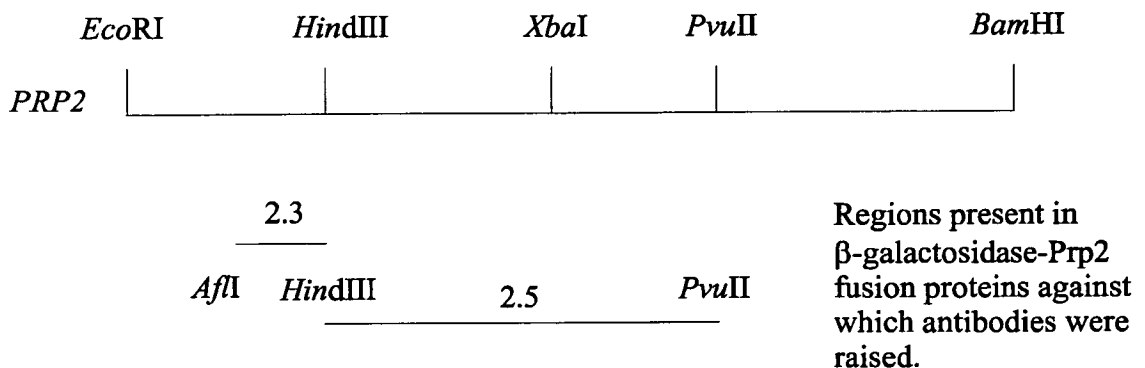 EcoRI HindIII XbaI PvuII BamHI
PRP2
2.3
AflI HindIII 2.5 PvuII
Regions present in
β-galactosidase-Prp2
fusion proteins against
which antibodies were
raised.